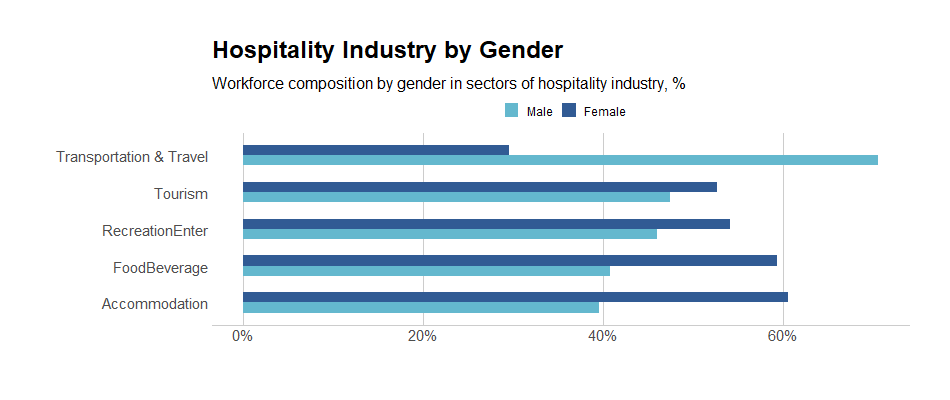 Hospitality Industry by Gender
Workforce composition by gender in sectors of hospitality industry, %
Male Female
Transportation & Travel
Tourism
RecreationEnter
FoodBeverage
Accommodation
0% 20% 40% 60%